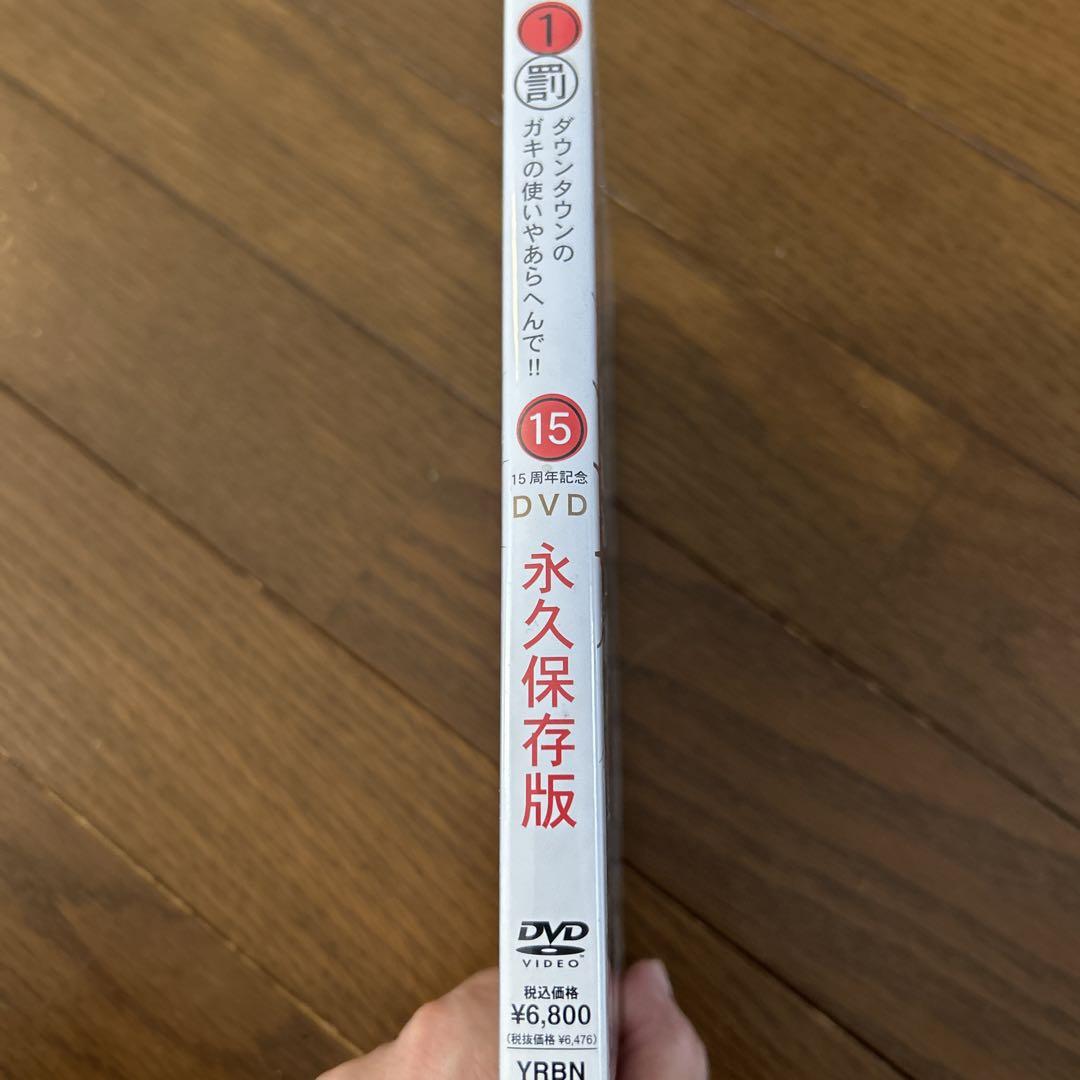 1
罰
ダウンタウンの
ガキの使いやあらへんで!!
15
15周年記念
DVD
永久保存版
DVD
VIDEO™
税込価格
¥6,800
(税抜価格 ¥6,476)
YRBN